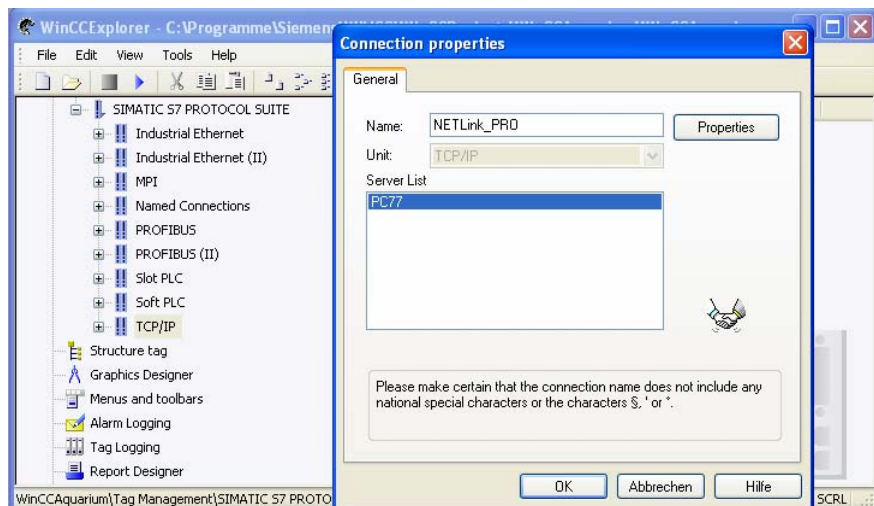 WinCCExplorer - C:\Programme\Siemen
File Edit View Tools Help
SIMATIC S7 PROTOCOL SUITE
Industrial Ethernet
Industrial Ethernet (II)
MPI
Named Connections
PROFIBUS
PROFIBUS (II)
Slot PLC
Soft PLC
TCP/IP
Structure tag
Graphics Designer
Menus and toolbars
Alarm Logging
Tag Logging
Report Designer
WinCCAquarium\Tag Management\SIMATIC S7 PROTO
SCRL
Connection properties
General
Name: NETLink_PRO
Properties
Unit: TCP/IP
Server List
PC77
Please make certain that the connection name does not include any
national special characters or the characters §, ' or ".
OK Abbrechen Hilfe